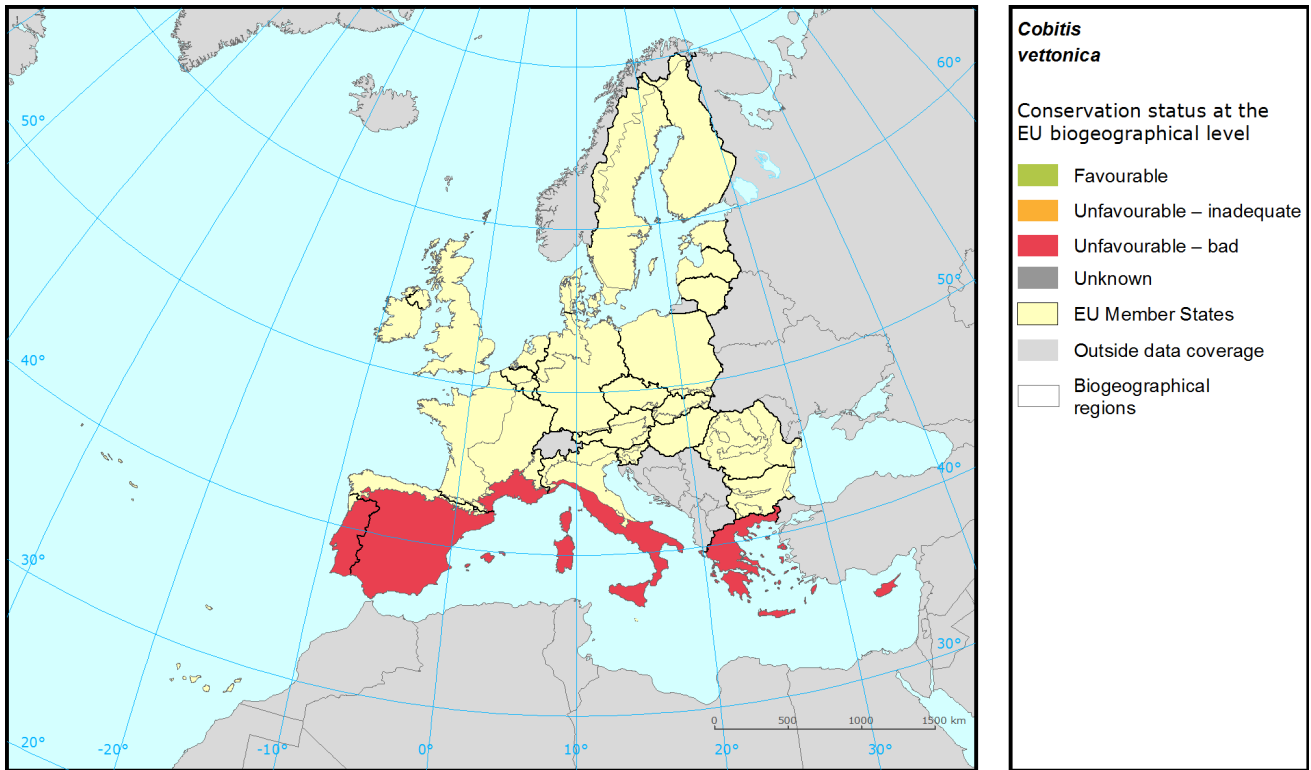 60°
50°
50°
40°
40°
30°
30°
20°
-20°
-10°
0°
10°
20°
30°
0
500
1000
1500 km
Cobitis
vettonica
Conservation status at the
EU biogeographical level
Favourable
Unfavourable – inadequate
Unfavourable – bad
Unknown
EU Member States
Outside data coverage
Biogeographical
regions